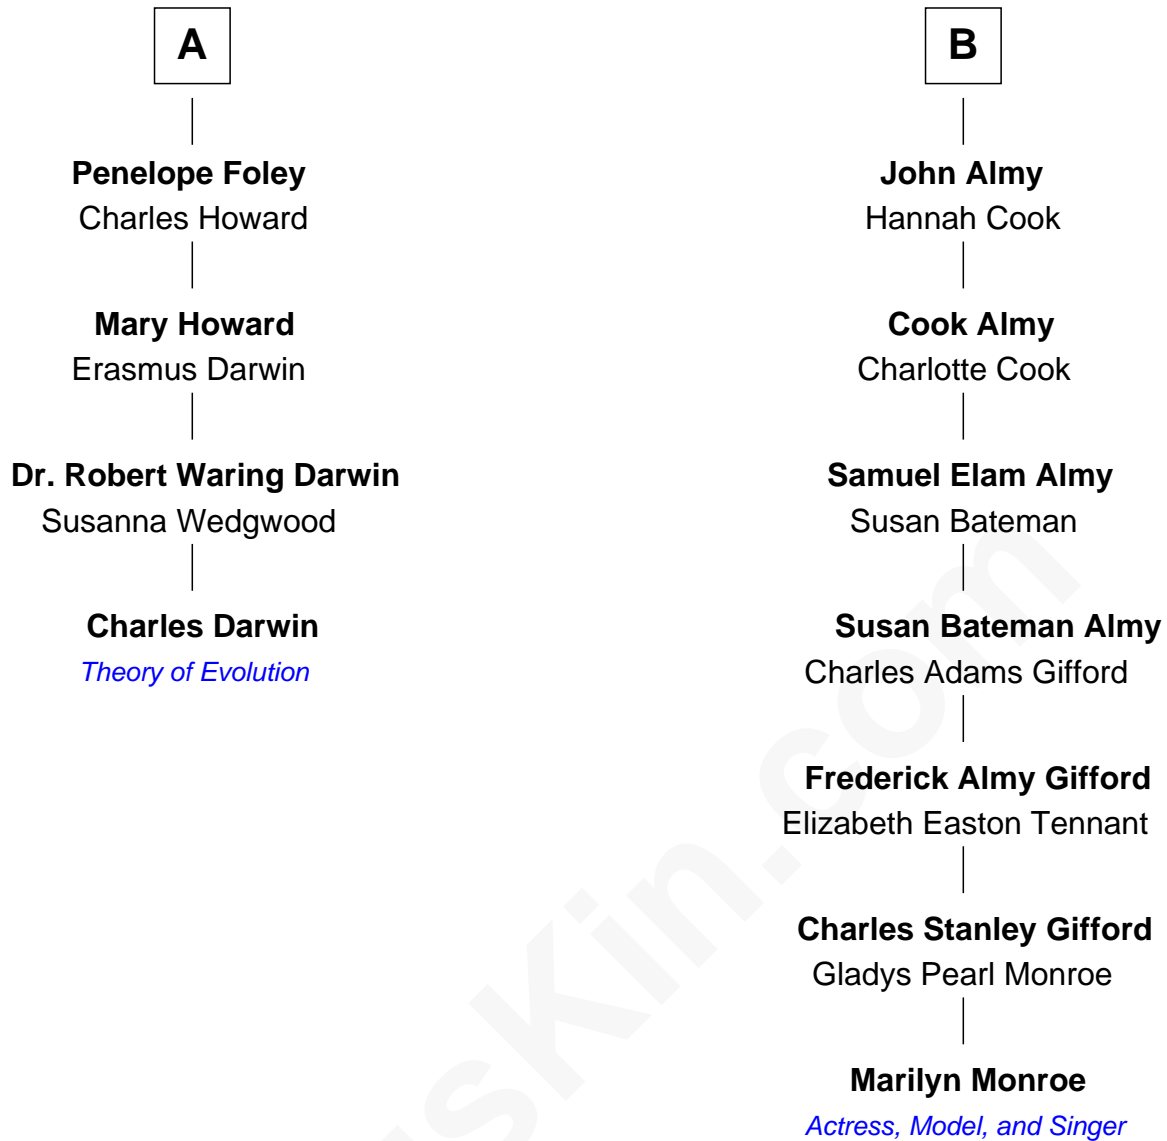 A
Penelope Foley
Charles Howard
Mary Howard
Erasmus Darwin
Dr. Robert Waring Darwin
Susanna Wedgwood
Charles Darwin
Theory of Evolution
B
John Almy
Hannah Cook
Cook Almy
Charlotte Cook
Samuel Elam Almy
Susan Bateman
Susan Bateman Almy
Charles Adams Gifford
Frederick Almy Gifford
Elizabeth Easton Tennant
Charles Stanley Gifford
Gladys Pearl Monroe
Marilyn Monroe
Actress, Model, and Singer
usKin.com